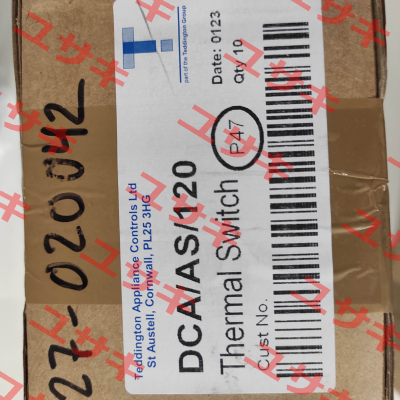 T.
part of the Teddington Group
Teddington Appliance Controls Ltd
St Austell, Cornwall, PL25 3HG
Date: 0123
Qty 10
DCA/AS/120
Thermal Switch
P47
Cust No.
27-020042
ユサキ